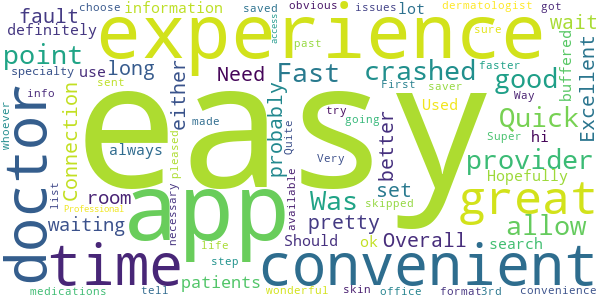 choose information saved obvious issues lot dermatologist got
fault experience wait
definitely past access sure
point specialty use long either Need Fast crashed good buffered Excellent
whoever info sent saver First Used Way faster
doctor connection easy probably try going Quick
made Quite Super hi
always pleased Very better provider
list necessary app available Was skipped set Hopefully
room great
Professional pretty allow
waiting life Should ok Overall search
step patients
time convenient
medications tell wonderful skin office format 3rd convenience